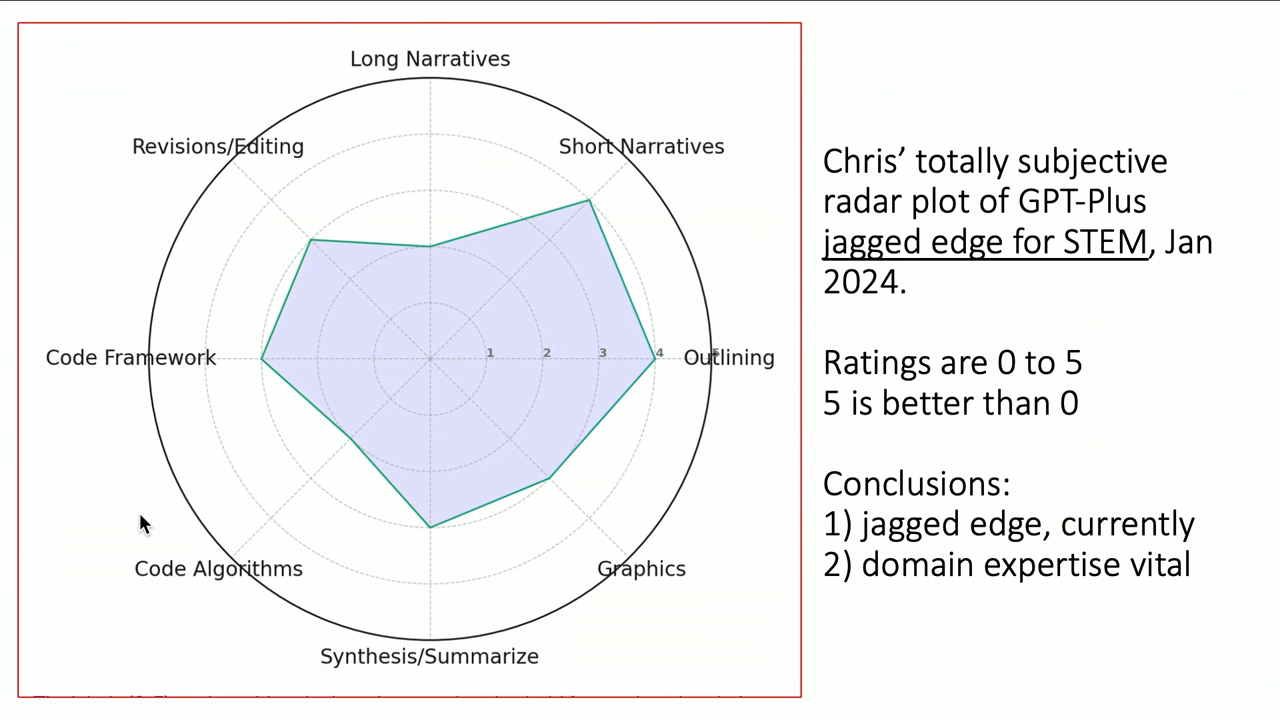 Long Narratives
Revisions/Editing
Short Narratives
Code Framework
1
2
3
4
Outlining
Code Algorithms
Graphics
Synthesis/Summarize
Chris’ totally subjective
radar plot of GPT-Plus
jagged edge for STEM, Jan
2024.
Ratings are 0 to 5
5 is better than 0
Conclusions:
1) jagged edge, currently
2) domain expertise vital